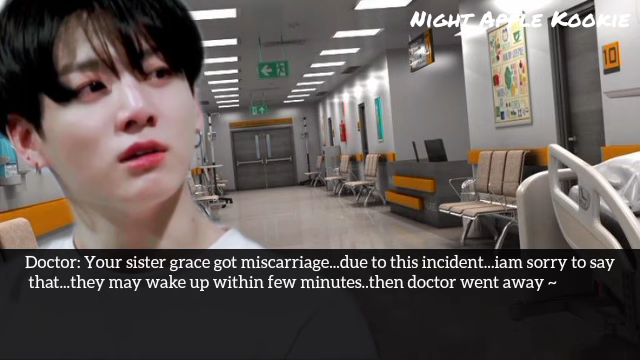 Night Apple Kookie
10
Doctor: Your sister grace got miscarriage...due to this incident...iam sorry to say
that...they may wake up within few minutes..then doctor went away ~